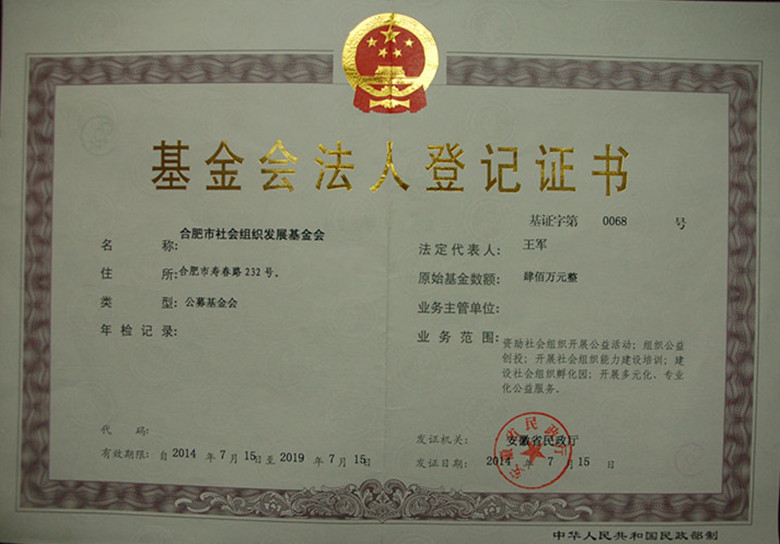 基金会法人登记证书
基证字第 0068 号
名 称: 合肥市社会组织发展基金会
住 所: 合肥市寿春路232号。
类 型: 公募基金会
年检记录:
法定代表人: 王军
原始基金数额: 肆佰万元整
业务主管单位:
业务范围: 资助社会组织开展公益活动；组织公益
创投；开展社会组织能力建设培训；建
设社会组织孵化园；开展多元化、专业
化公益服务。
代 码:
有效期限: 自 2014 年 7 月 15 日至 2019 年 7 月 15 日
发证机关: 安徽省民政厅
发证日期: 2014 年 7 月 15 日
安徽省民政厅
中华人民共和国民政部制